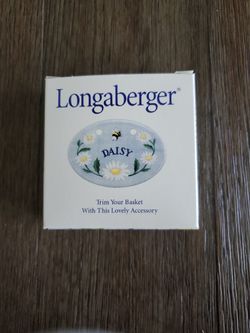 Longaberger®
DAISY
Trim Your Basket
With This Lovely Accessory